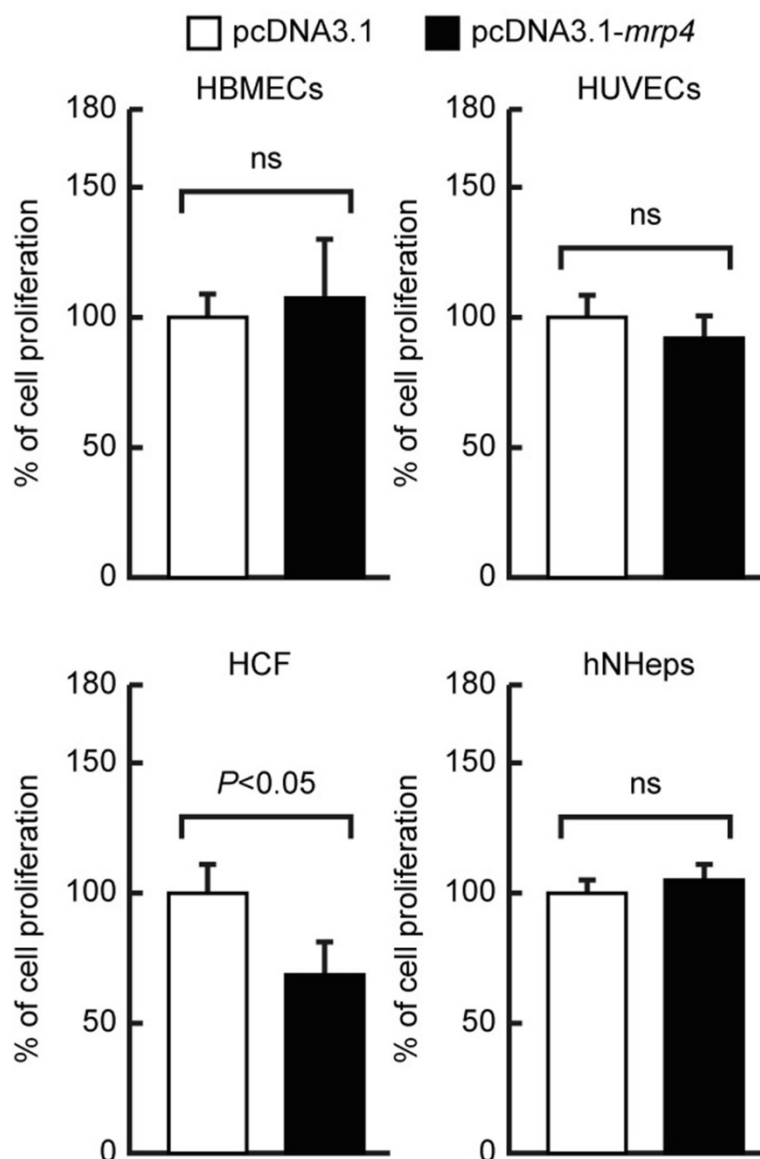 pcDNA3.1 pcDNA3.1-mrp4
HBMECs
% of cell proliferation
180
150
100
50
0
ns
HUVECs
% of cell proliferation
180
150
100
50
0
ns
HCF
% of cell proliferation
180
150
100
50
0
P<0.05
hNHeps
% of cell proliferation
180
150
100
50
0
ns